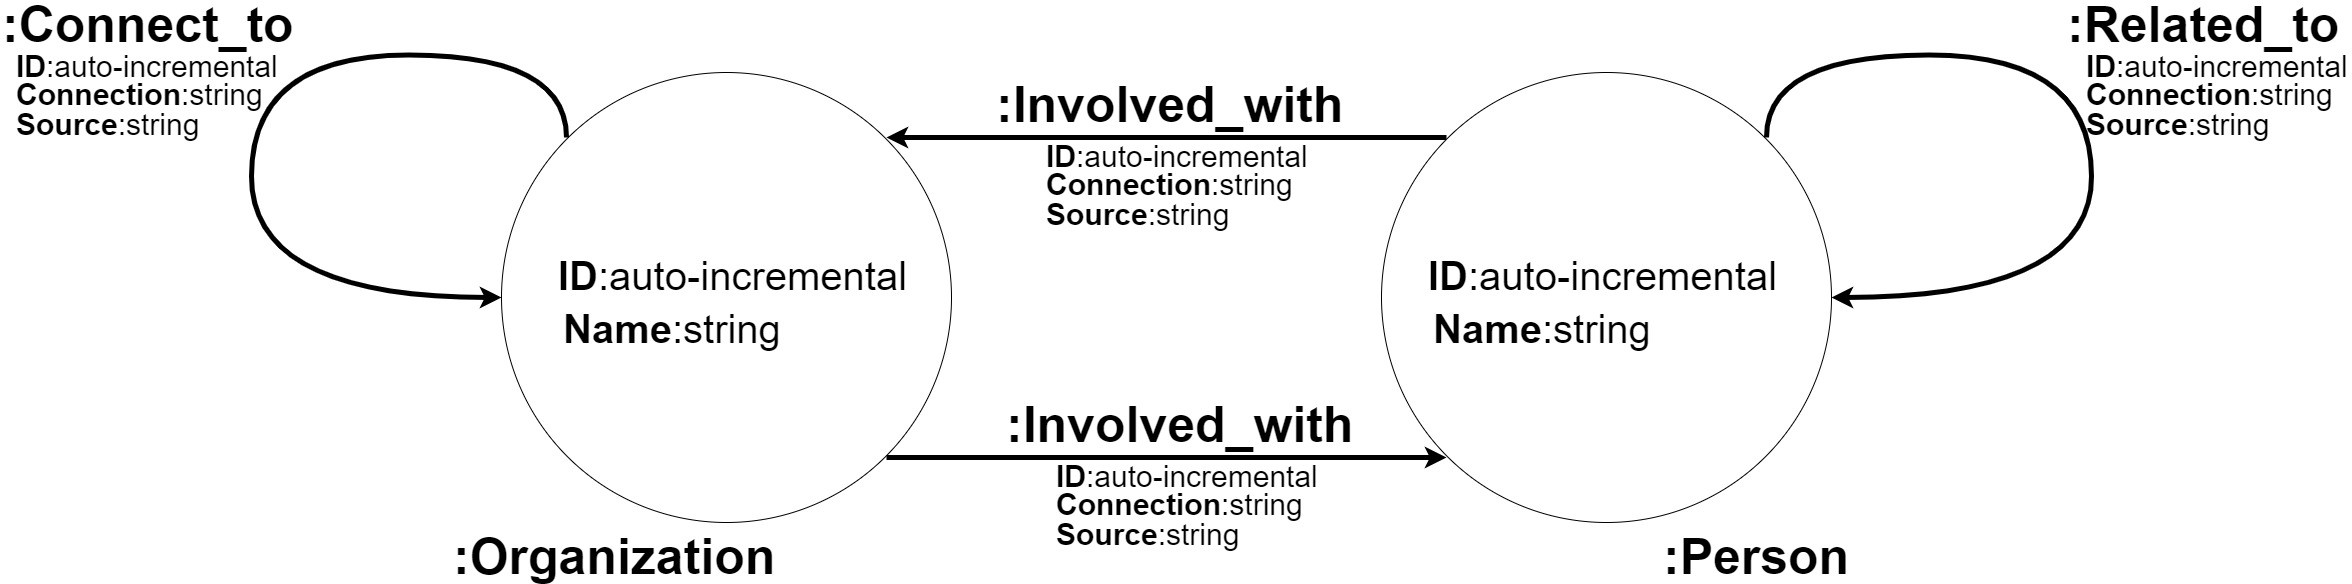 :Connect_to
ID:auto-incremental
Connection:string
Source:string
:Involved_with
ID:auto-incremental
Connection:string
Source:string
:Related_to
ID:auto-incremental
Connection:string
Source:string
ID:auto-incremental
Name:string
ID:auto-incremental
Name:string
:Involved_with
ID:auto-incremental
Connection:string
Source:string
:Organization
:Person